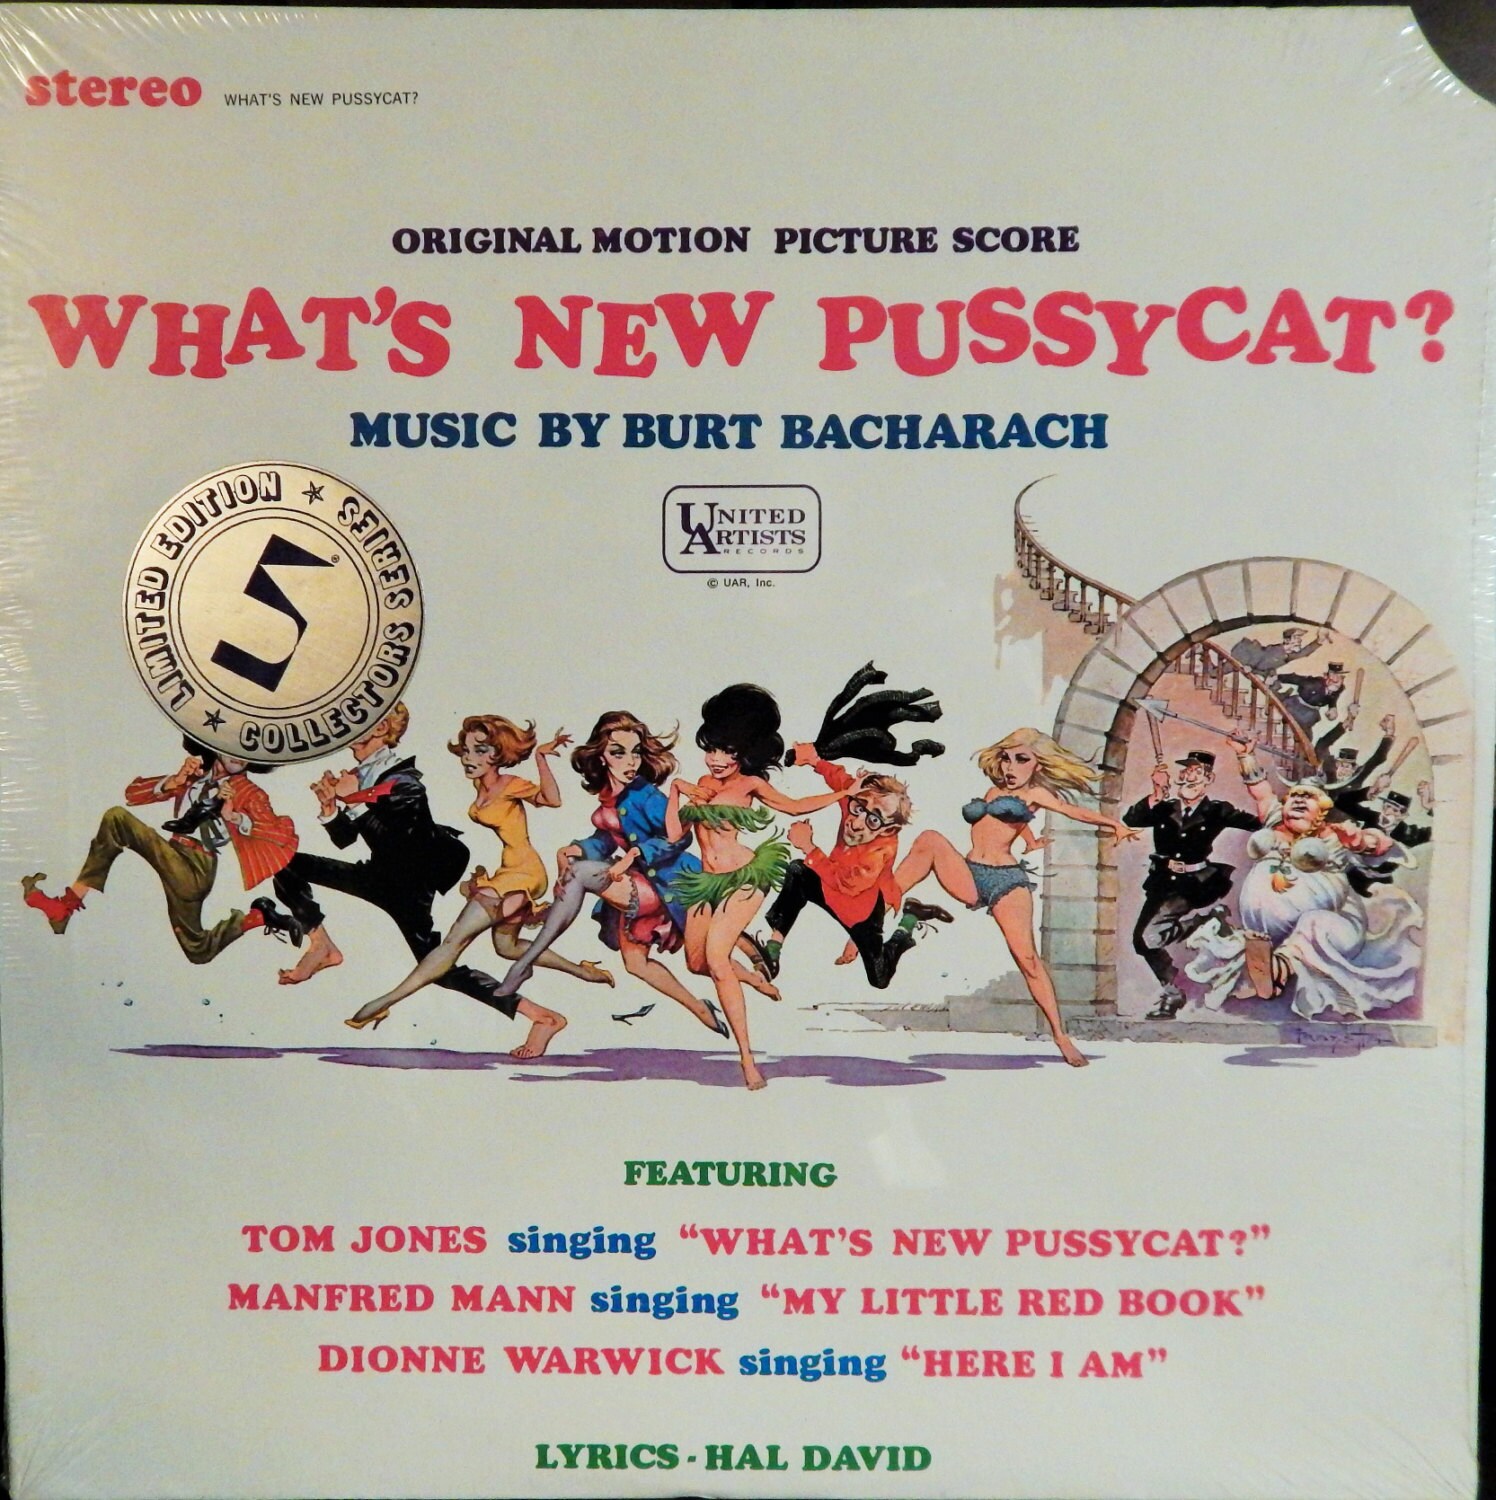 stereo WHAT'S NEW PUSSYCAT?
ORIGINAL MOTION PICTURE SCORE
WHAT'S NEW PUSSYCAT?
MUSIC BY BURT BACHARACH
LIMITED EDITION ★ COLLECTORS SERIES ★
UA®
UNITED
ARTISTS
RECORDS
© UAR, Inc.
FEATURING
TOM JONES singing “WHAT'S NEW PUSSYCAT?”
MANFRED MANN singing “MY LITTLE RED BOOK”
DIONNE WARWICK singing “HERE I AM”
LYRICS - HAL DAVID